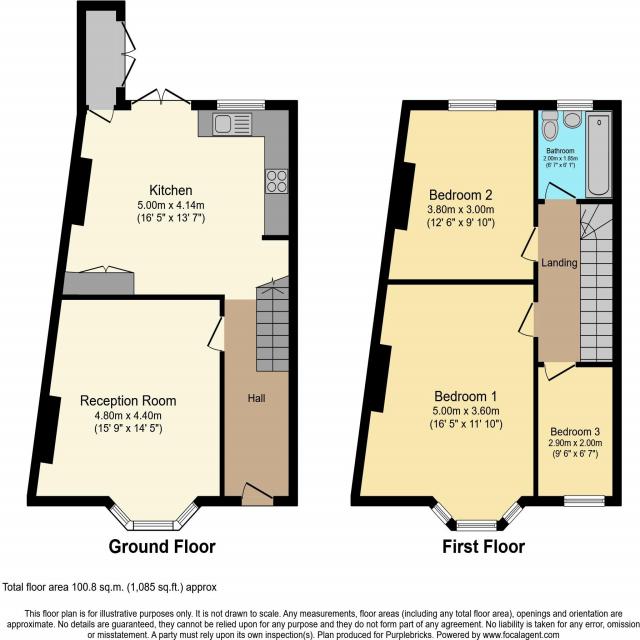 Kitchen
5.00m x 4.14m
(16' 5" x 13' 7")
Reception Room
4.80m x 4.40m
(15' 9" x 14' 5")
Hall
Ground Floor
Bedroom 2
3.80m x 3.00m
(12' 6" x 9' 10")
Bathroom
2.00m x 1.85m
(6' 7" x 6' 1")
Landing
Bedroom 1
5.00m x 3.60m
(16' 5" x 11' 10")
Bedroom 3
2.90m x 2.00m
(9' 6" x 6' 7")
First Floor
Total floor area 100.8 sq.m. (1,085 sq.ft.) approx
This floor plan is for illustrative purposes only. It is not drawn to scale. Any measurements, floor areas (including any total floor area), openings and orientation are
approximate. No details are guaranteed, they cannot be relied upon for any purpose and they do not form part of any agreement. No liability is taken for any error, omission
or misstatement. A party must rely upon its own inspection(s). Plan produced for Purplebricks. Powered by www.focalagent.com